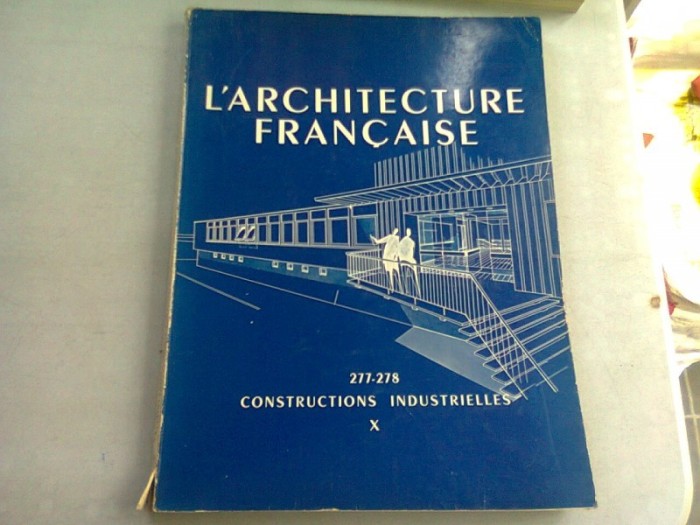 L'ARCHITECTURE
FRANÇAISE
277-278
CONSTRUCTIONS INDUSTRIELLES
X